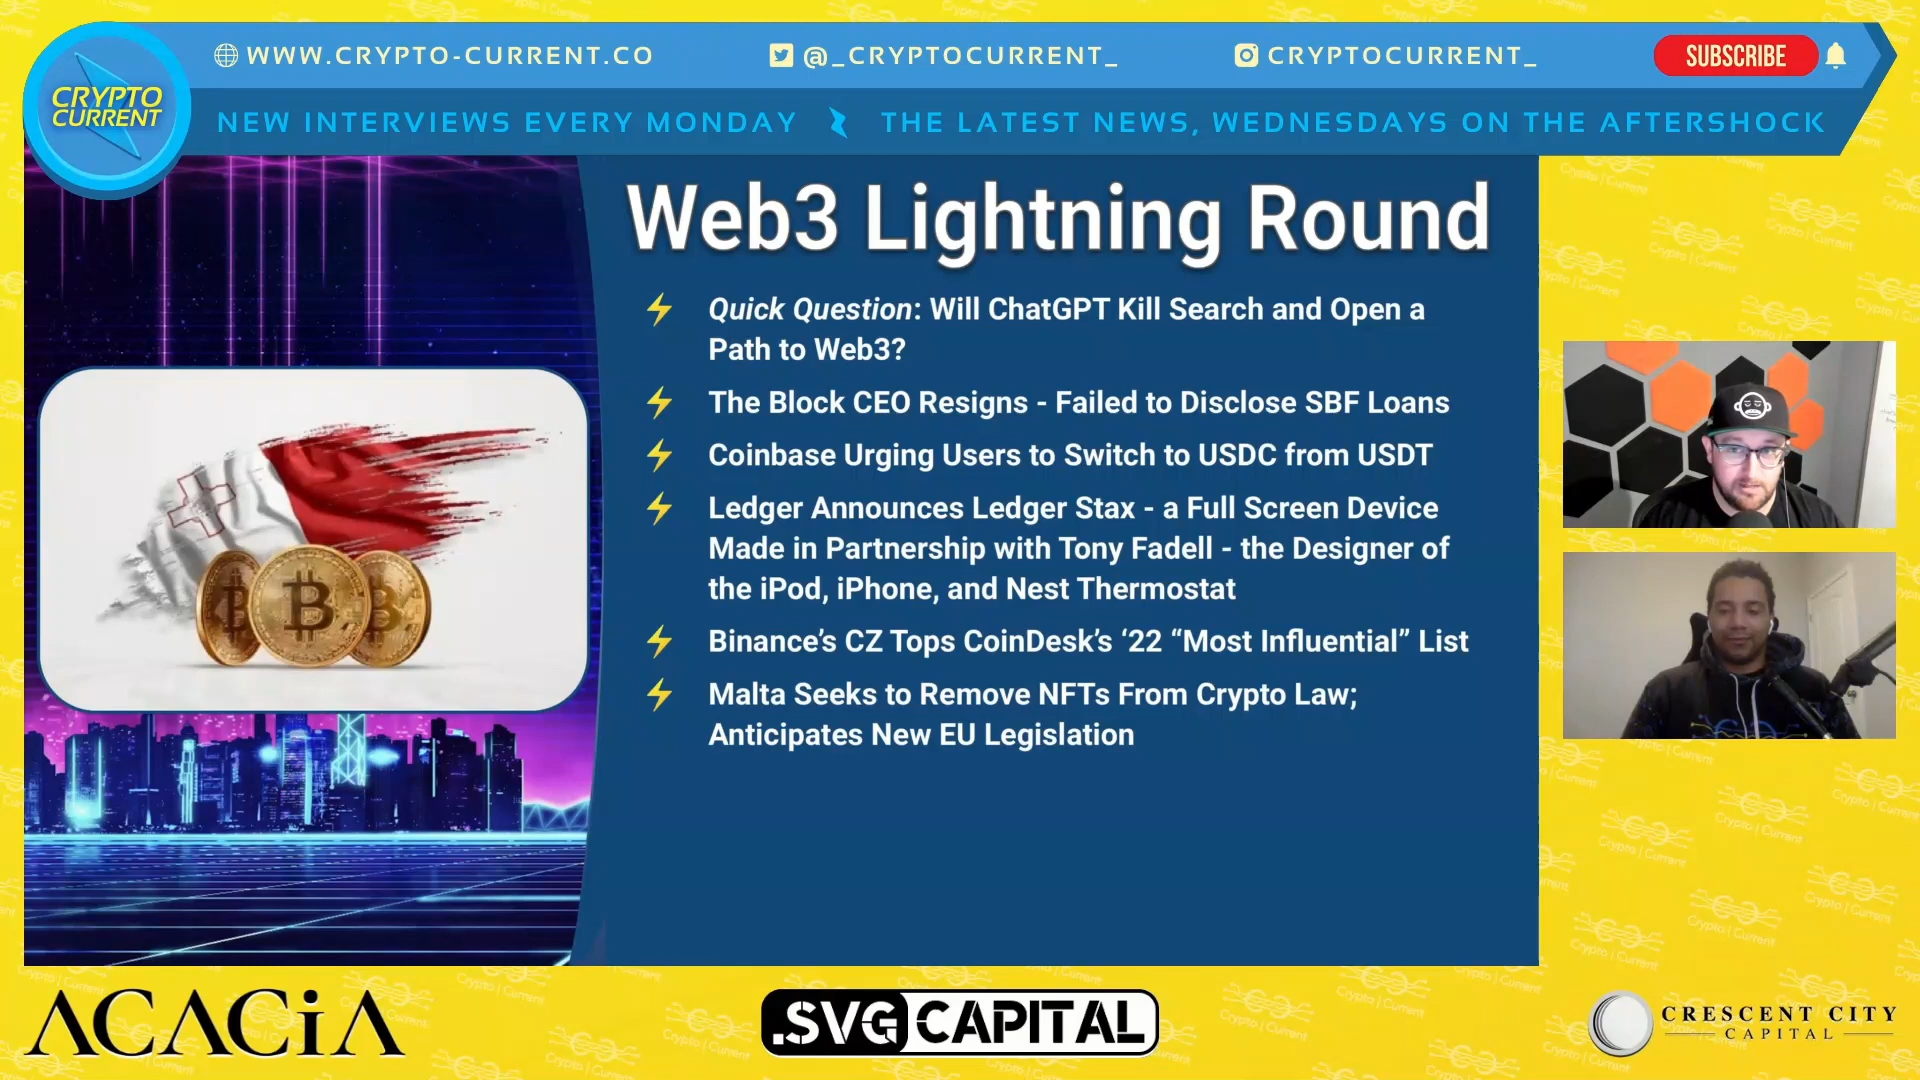 WWW.CRYPTO-CURRENT.CO
@_CRYPTOCURRENT_
CRYPTOCURRENT_
SUBSCRIBE
CRYPTO
CURRENT
NEW INTERVIEWS EVERY MONDAY
THE LATEST NEWS, WEDNESDAYS ON THE AFTERSHOCK
Web3 Lightning Round
Quick Question: Will ChatGPT Kill Search and Open a
Path to Web3?
The Block CEO Resigns - Failed to Disclose SBF Loans
Coinbase Urging Users to Switch to USDC from USDT
Ledger Announces Ledger Stax - a Full Screen Device
Made in Partnership with Tony Fadell - the Designer of
the iPod, iPhone, and Nest Thermostat
Binance’s CZ Tops CoinDesk’s ‘22 “Most Influential” List
Malta Seeks to Remove NFTs From Crypto Law;
Anticipates New EU Legislation
ACACiA
.SVG CAPITAL
CRESCENT CITY
CAPITAL